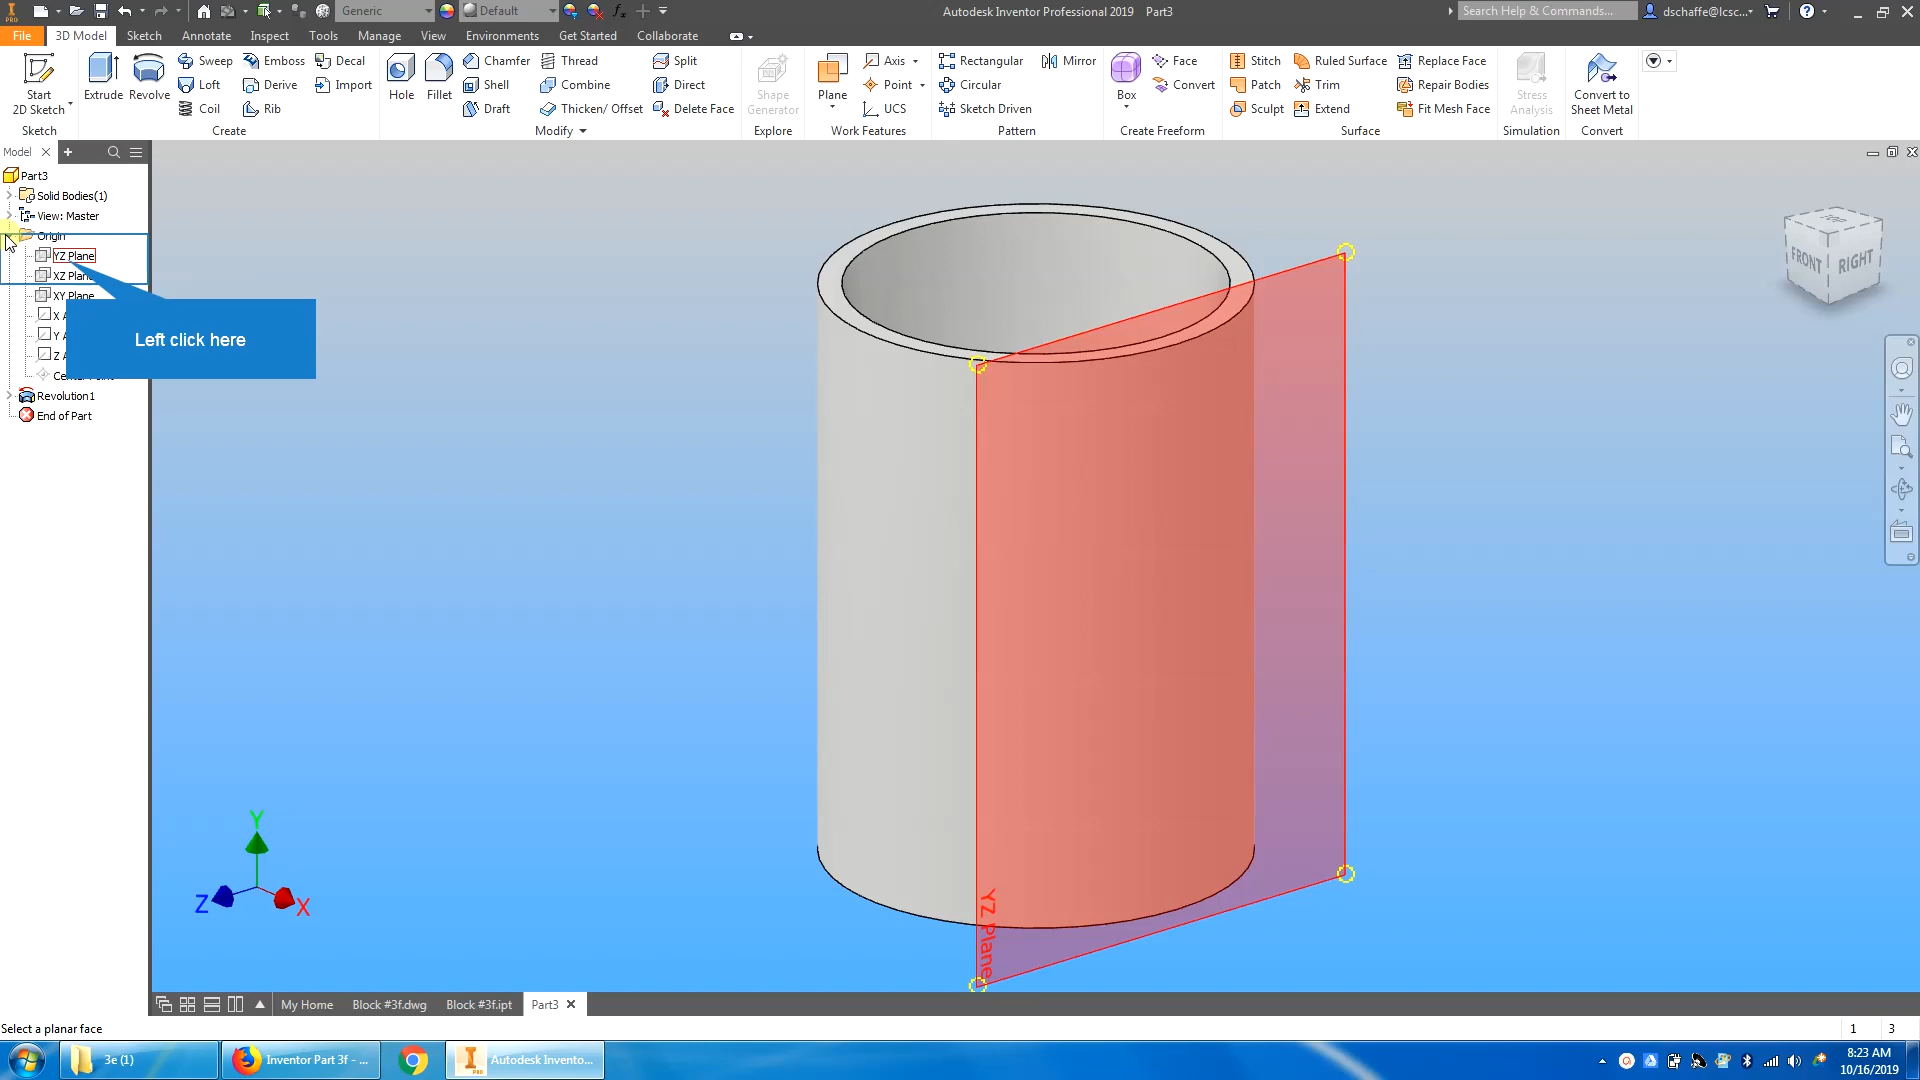 Generic
Default
Autodesk Inventor Professional 2019 Part3
Search Help & Commands...
dschaffe@lcsc...
File
3D Model
Sketch
Annotate
Inspect
Tools
Manage
View
Environments
Get Started
Collaborate
Start
2D Sketch
Extrude
Revolve
Sweep
Loft
Coil
Emboss
Derive
Rib
Decal
Import
Hole
Fillet
Chamfer
Shell
Draft
Thread
Combine
Thicken/ Offset
Split
Direct
Delete Face
Shape
Generator
Plane
Axis
Point
UCS
Rectangular
Circular
Sketch Driven
Mirror
Box
Face
Convert
Stitch
Patch
Sculpt
Ruled Surface
Trim
Extend
Replace Face
Repair Bodies
Fit Mesh Face
Stress
Analysis
Convert to
Sheet Metal
Sketch
Create
Modify
Explore
Work Features
Pattern
Create Freeform
Surface
Simulation
Convert
Model
Part3
Solid Bodies(1)
View: Master
Origin
YZ Plane
XZ Plane
XY Plane
X
Y
Z
Revolution1
End of Part
Left click here
TOP
FRONT
RIGHT
YZ Plane
Y
Z
X
My Home
Block #3f.dwg
Block #3f.ipt
Part3
Select a planar face
1 3
3e (1)
Inventor Part 3f - ...
PRO
Autodesk Invento...
8:23 AM
10/16/2019